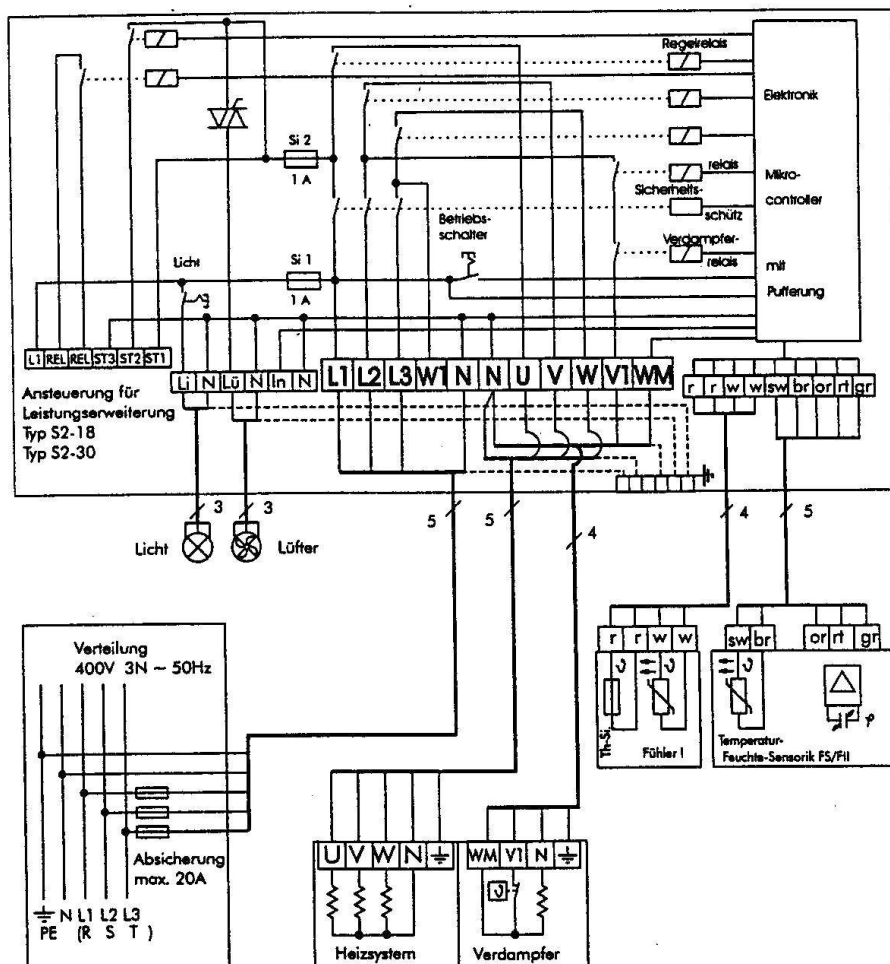 Regelrelais
Elektronik
Si 2
1 A
relais
Mikro-
Sicherheits-
controller
schütz
Betriebs-
schalter
Verdampfer-
relais
mit
Pufferung
Licht
Si 1
1 A
L1 REL REL ST3 ST2 ST1
Li N Lü N In N
L1 L2 L3 W1 N N U V W V1 WM
r r w w sw br or rt gr
Ansteuerung für
Leistungserweiterung
Typ S2-18
Typ S2-30
3 3 5 5 4 4 5
Licht Lüfter
Verteilung
400V 3N ~ 50Hz
Absicherung
max. 20A
N L1 L2 L3
PE (R S T )
r r w w
ϑ
Th-Si.
Fühler I
sw br or rt gr
ϑ
φ
Temperatur-
Feuchte-Sensorik FS/FII
U V W N
Heizsystem
WM V1 N
ϑ
Verdampfer